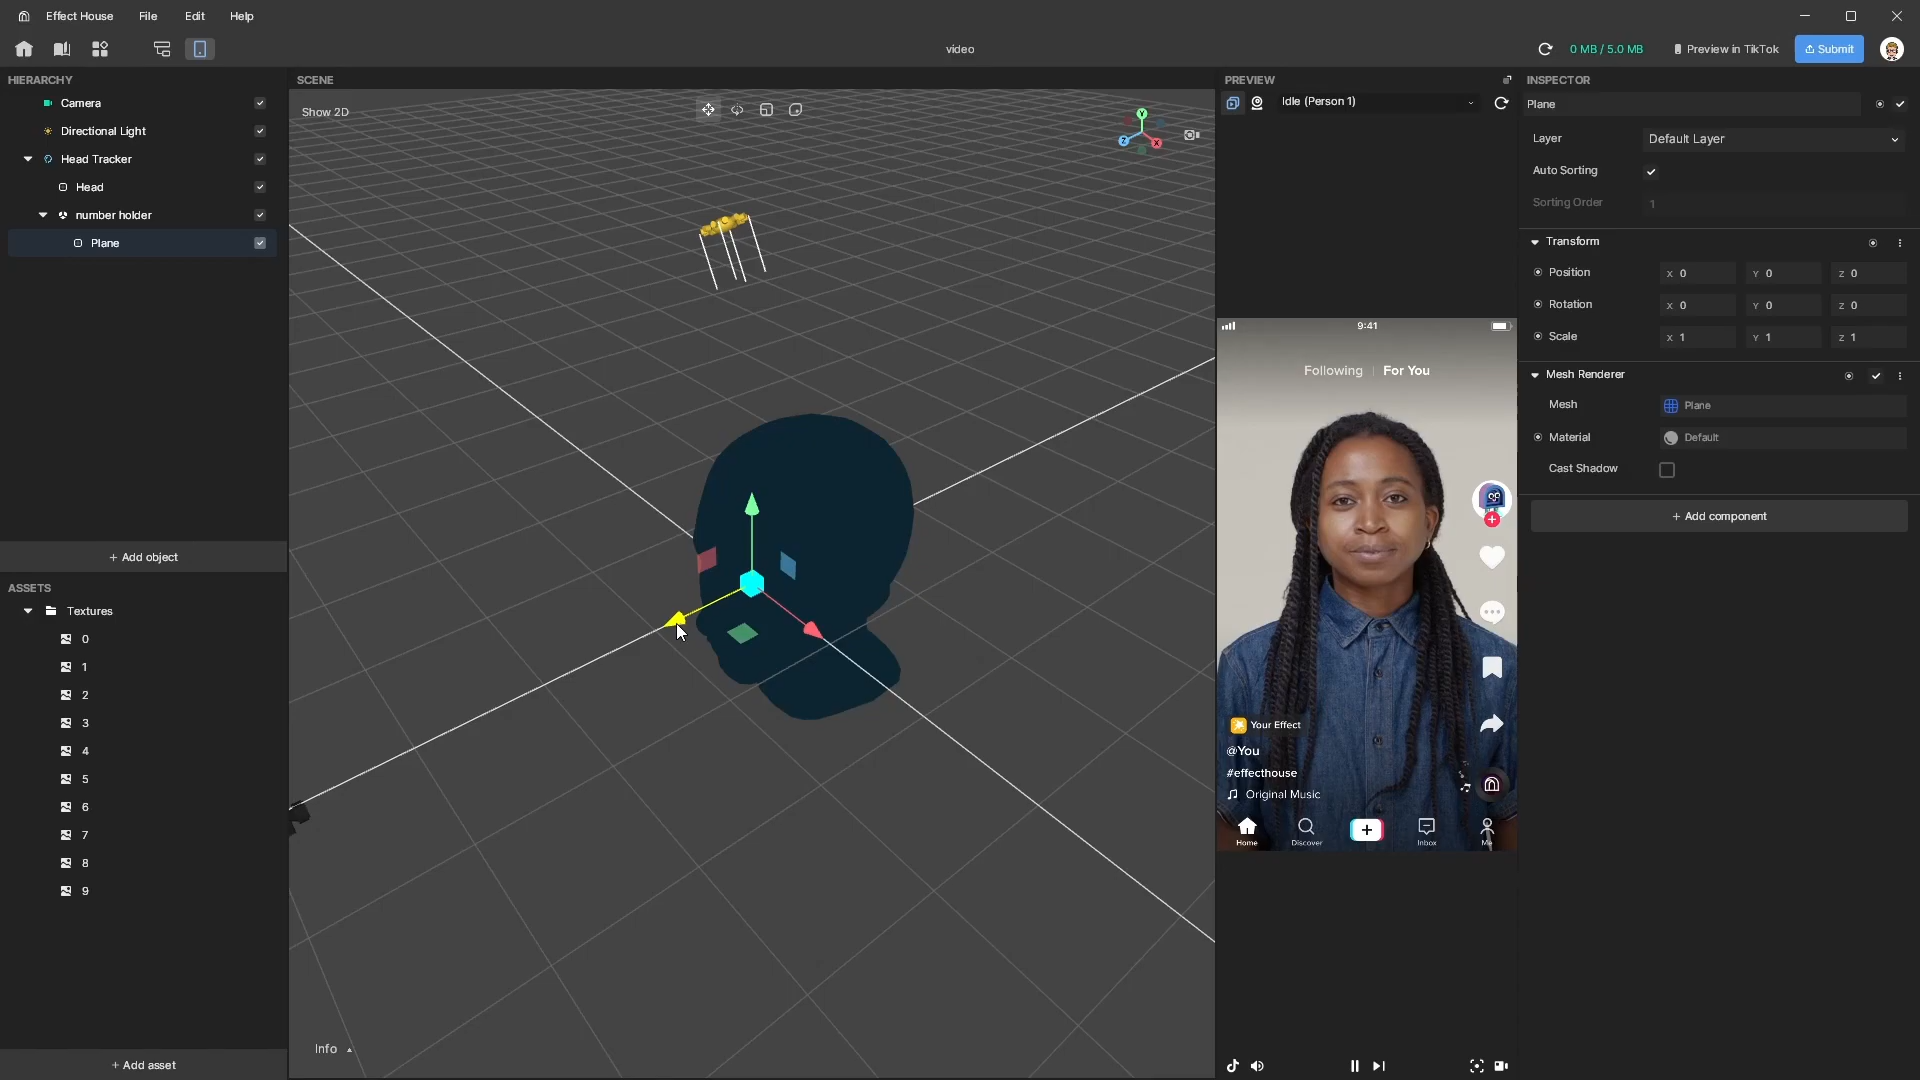 Effect House File Edit Help
video
0 MB / 5.0 MB Preview in TikTok Submit
HIERARCHY
Camera
Directional Light
Head Tracker
Head
number holder
Plane
+ Add object
ASSETS
Textures
0
1
2
3
4
5
6
7
8
9
+ Add asset
SCENE
Show 2D
Y
Z
X
Info
PREVIEW
Idle (Person 1)
9:41
Following For You
Your Effect
@You
#effecthouse
Original Music
Home Discover Inbox Me
INSPECTOR
Plane
Layer Default Layer
Auto Sorting
Sorting Order 1
Transform
Position X 0 Y 0 Z 0
Rotation X 0 Y 0 Z 0
Scale X 1 Y 1 Z 1
Mesh Renderer
Mesh Plane
Material Default
Cast Shadow
+ Add component